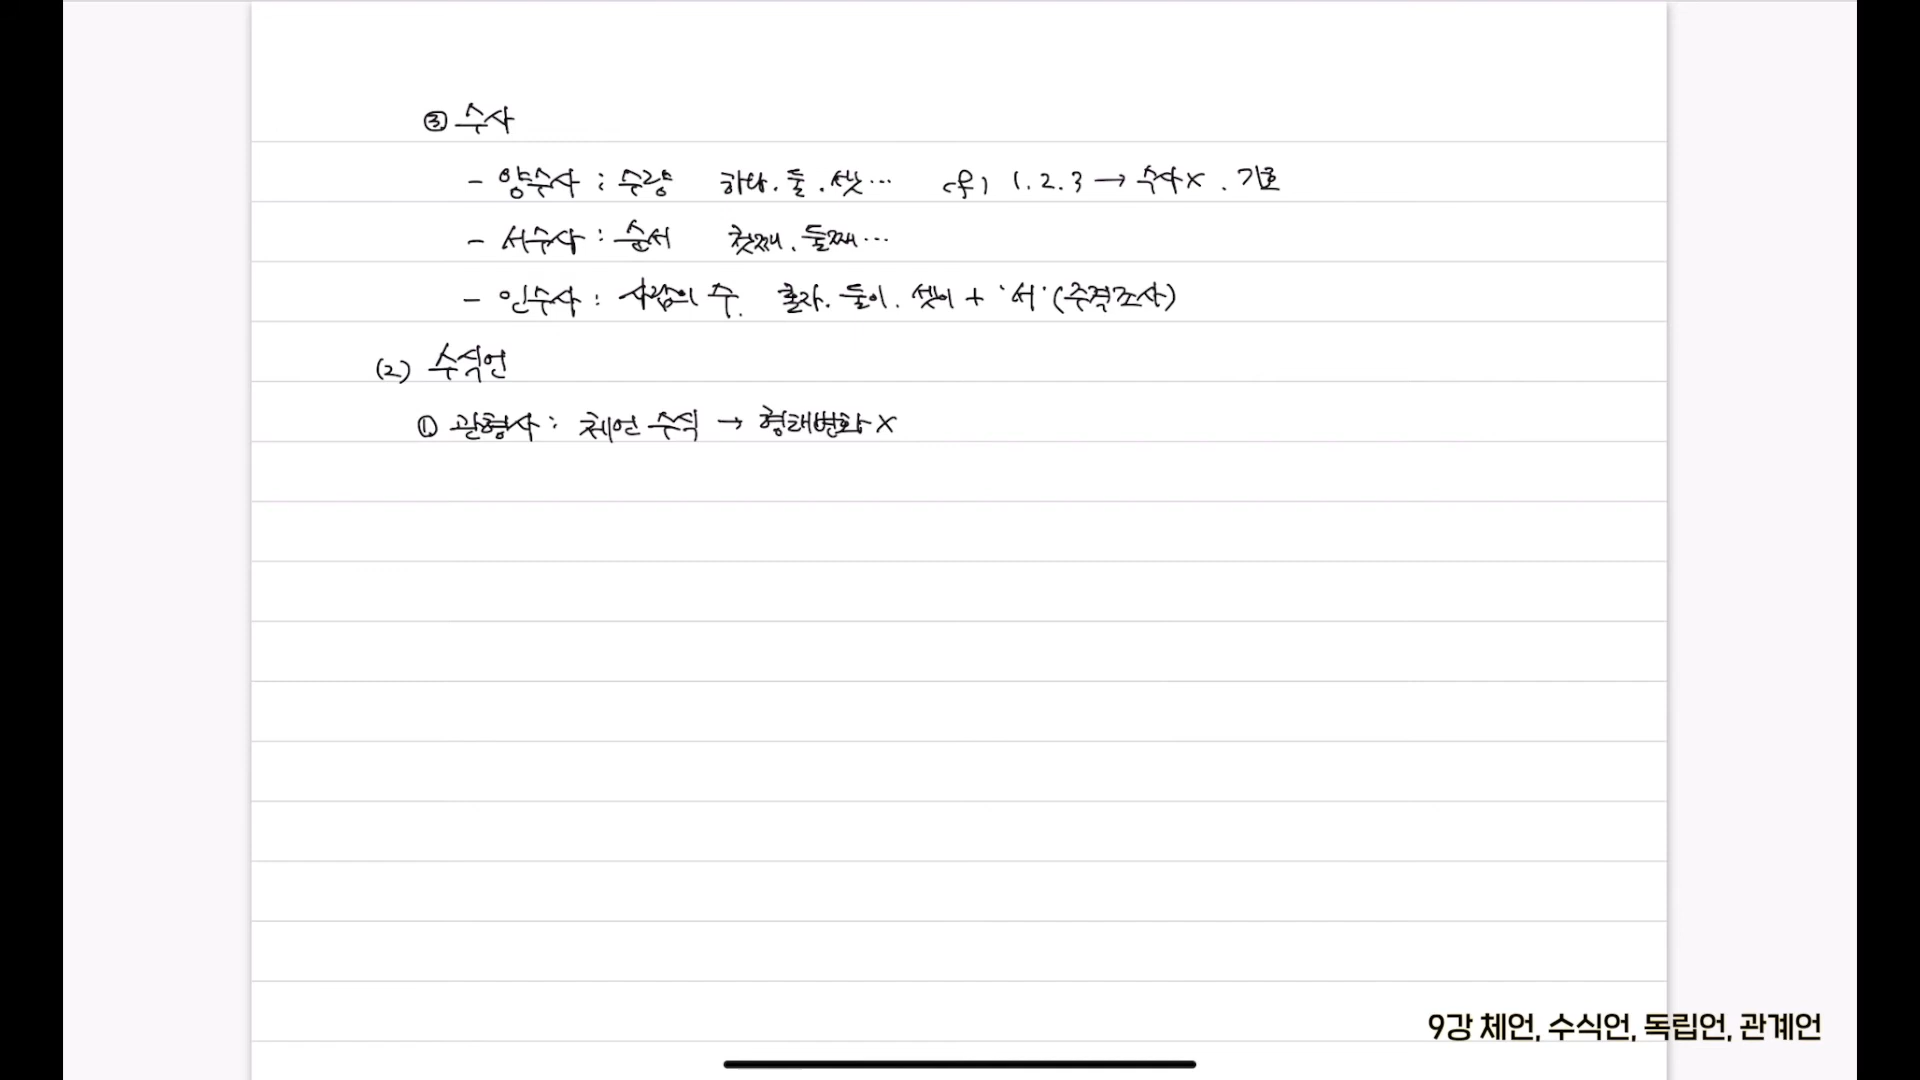 ③ 수사
- 양수사 : 수량 하나. 둘. 셋... cf) 1. 2. 3 → 수사X. 기호
- 서수사 : 순서 첫째. 둘째...
- 인수사 : 사람의 수. 혼자. 둘이. 셋이 + '서' (주격조사)
(2) 수식언
① 관형사 : 체언 수식 → 형태변화 X
9강 체언, 수식언, 독립언, 관계언